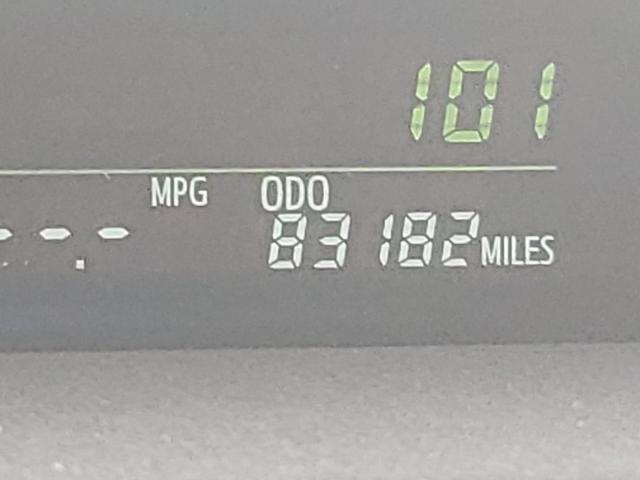 101
MPG ODO
--.- 83182 MILES